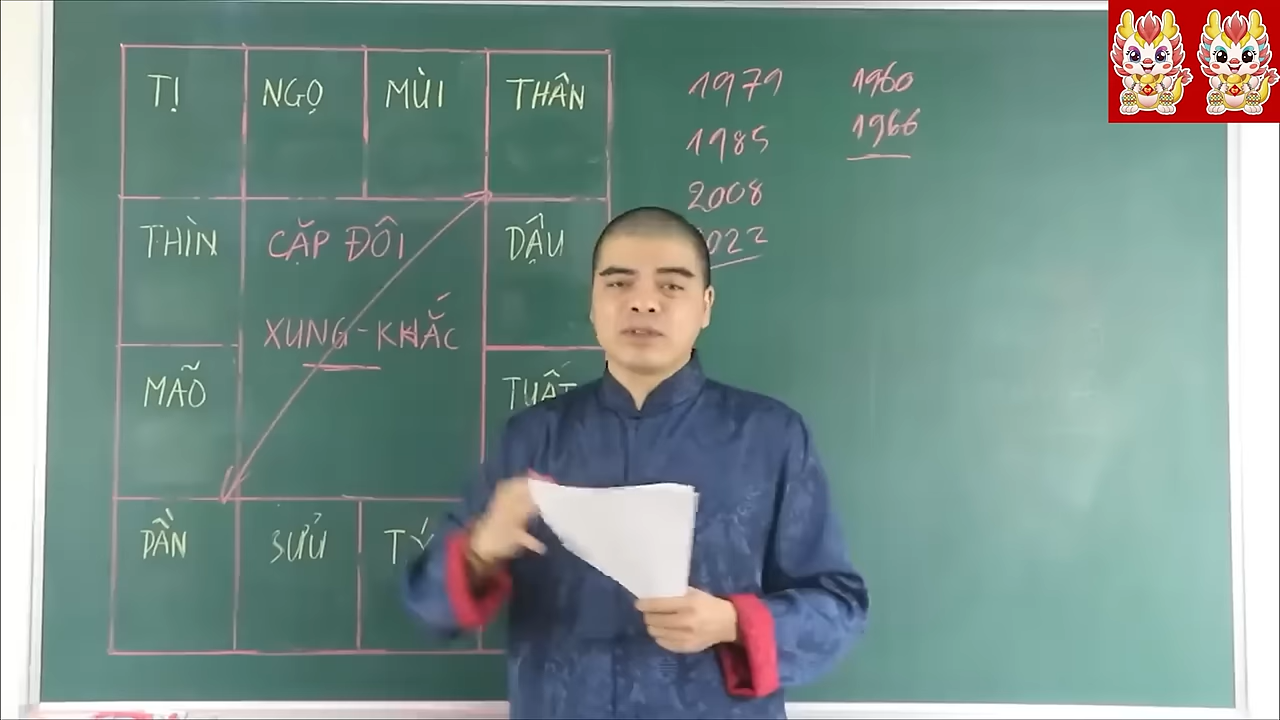 TỊ
NGỌ
MÙI
THÂN
THÌN
CẶP ĐÔI
DẬU
XUNG - KHẮC
MÃO
DẦN
SỬU
1979
1985
2008
1960
1966